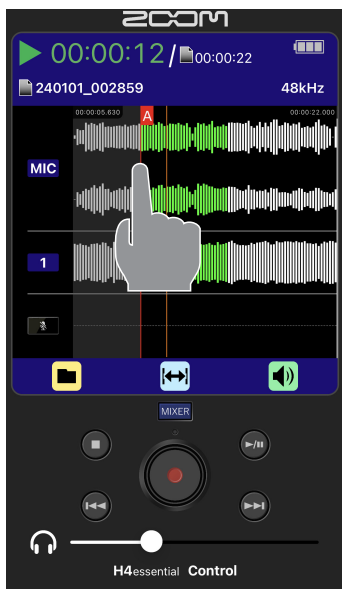 ZOOM
00:00:12/00:00:22
240101_002859 48kHz
00:00:05.630 A 00:00:22.000
MIC
1
MIXER
H4essential Control